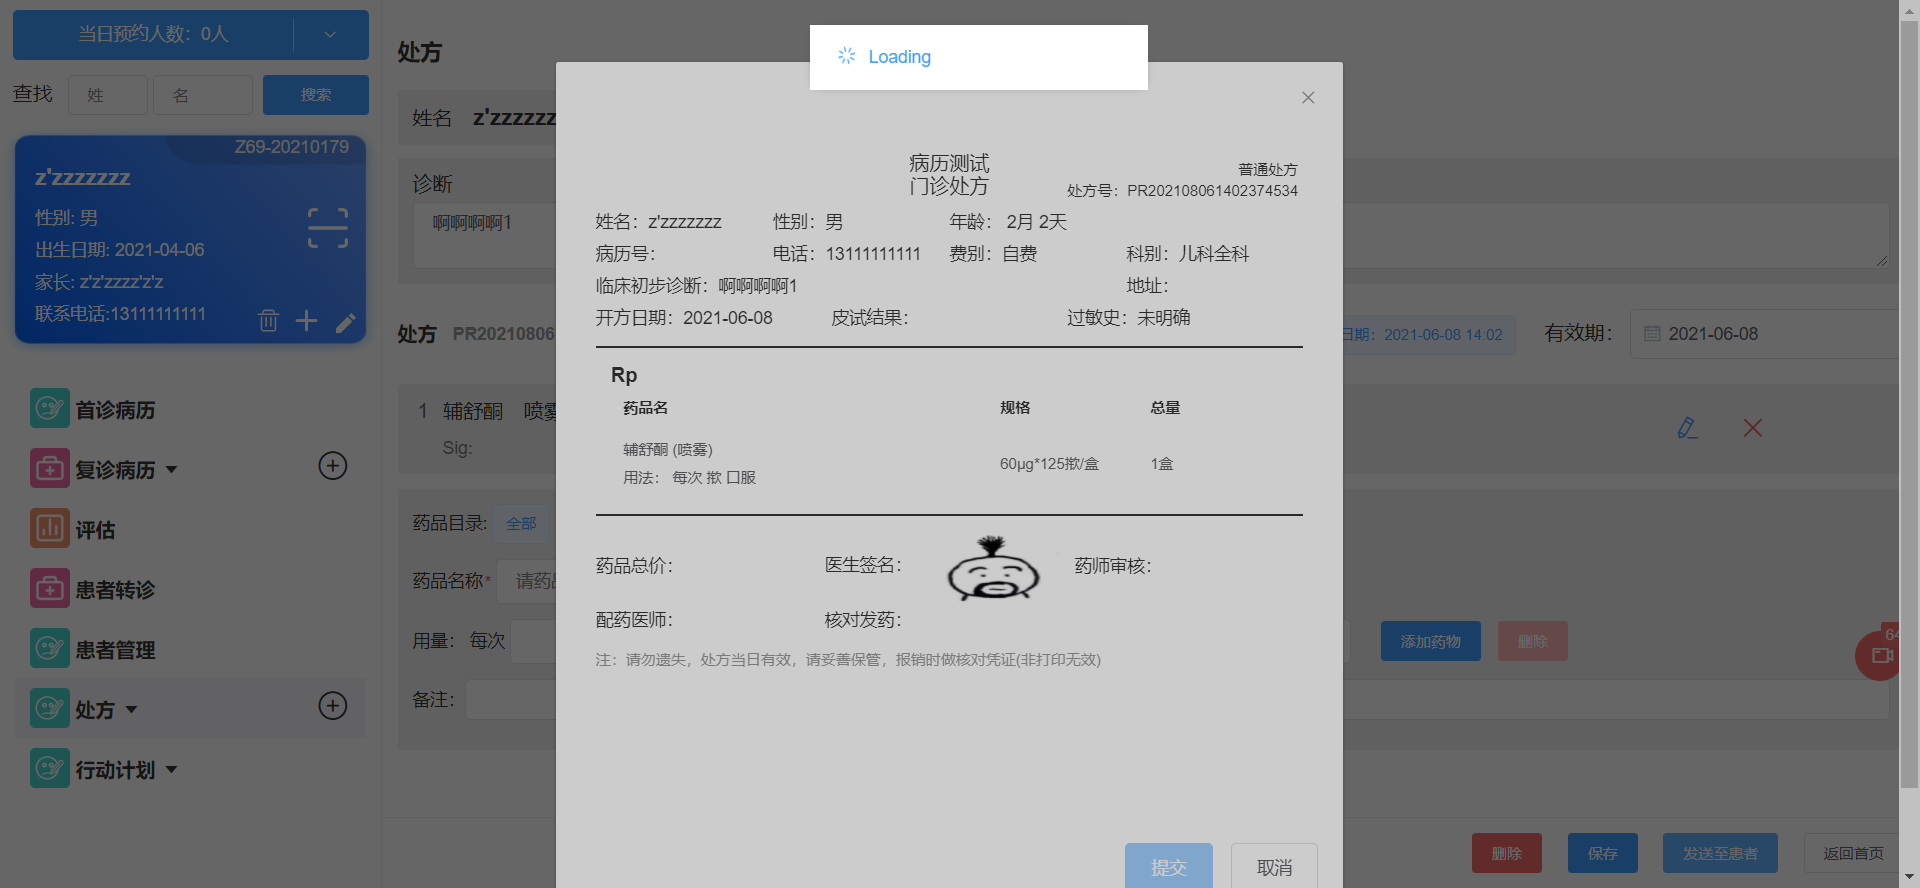 当日预约人数：0人
查找 姓 名 搜索
Z69-20210179
z'zzzzzzz
性别: 男
出生日期: 2021-04-06
家长: z'z'zzzz'z'z
联系电话:13111111111
首诊病历
复诊病历
评估
患者转诊
患者管理
处方
行动计划
处方
姓名 z'zzzzzz
诊断
啊啊啊啊1
处方 PR20210806
日期：2021-06-08 14:02
有效期： 2021-06-08
1 辅舒酮 喷雾
Sig:
药品目录: 全部
药品名称* 请药品
用量： 每次
添加药物 删除
备注：
64
删除 保存 发送至患者 返回首页
Loading
病历测试
门诊处方
普通处方
处方号：PR202108061402374534
姓名：z'zzzzzzz 性别：男 年龄： 2月 2天
病历号： 电话：13111111111 费别：自费 科别：儿科全科
临床初步诊断：啊啊啊啊1 地址：
开方日期：2021-06-08 皮试结果： 过敏史：未明确
Rp
药品名 规格 总量
辅舒酮 (喷雾)
用法： 每次 揿 口服
60μg*125揿/盒 1盒
药品总价： 医生签名： 药师审核：
配药医师： 核对发药：
注：请勿遗失，处方当日有效，请妥善保管，报销时做核对凭证(非打印无效)
提交 取消